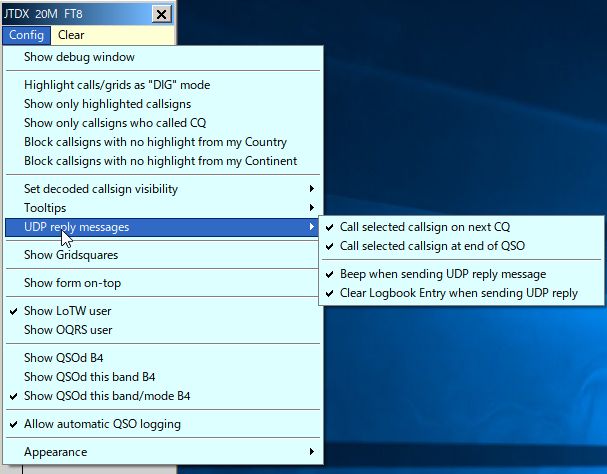 JTDX 20M FT8
Config Clear
Show debug window
Highlight calls/grids as "DIG" mode
Show only highlighted callsigns
Show only callsigns who called CQ
Block callsigns with no highlight from my Country
Block callsigns with no highlight from my Continent
Set decoded callsign visibility
Tooltips
UDP reply messages
Call selected callsign on next CQ
Call selected callsign at end of QSO
Beep when sending UDP reply message
Clear Logbook Entry when sending UDP reply
Show Gridsquares
Show form on-top
Show LoTW user
Show OQRS user
Show QSOd B4
Show QSOd this band B4
Show QSOd this band/mode B4
Allow automatic QSO logging
Appearance